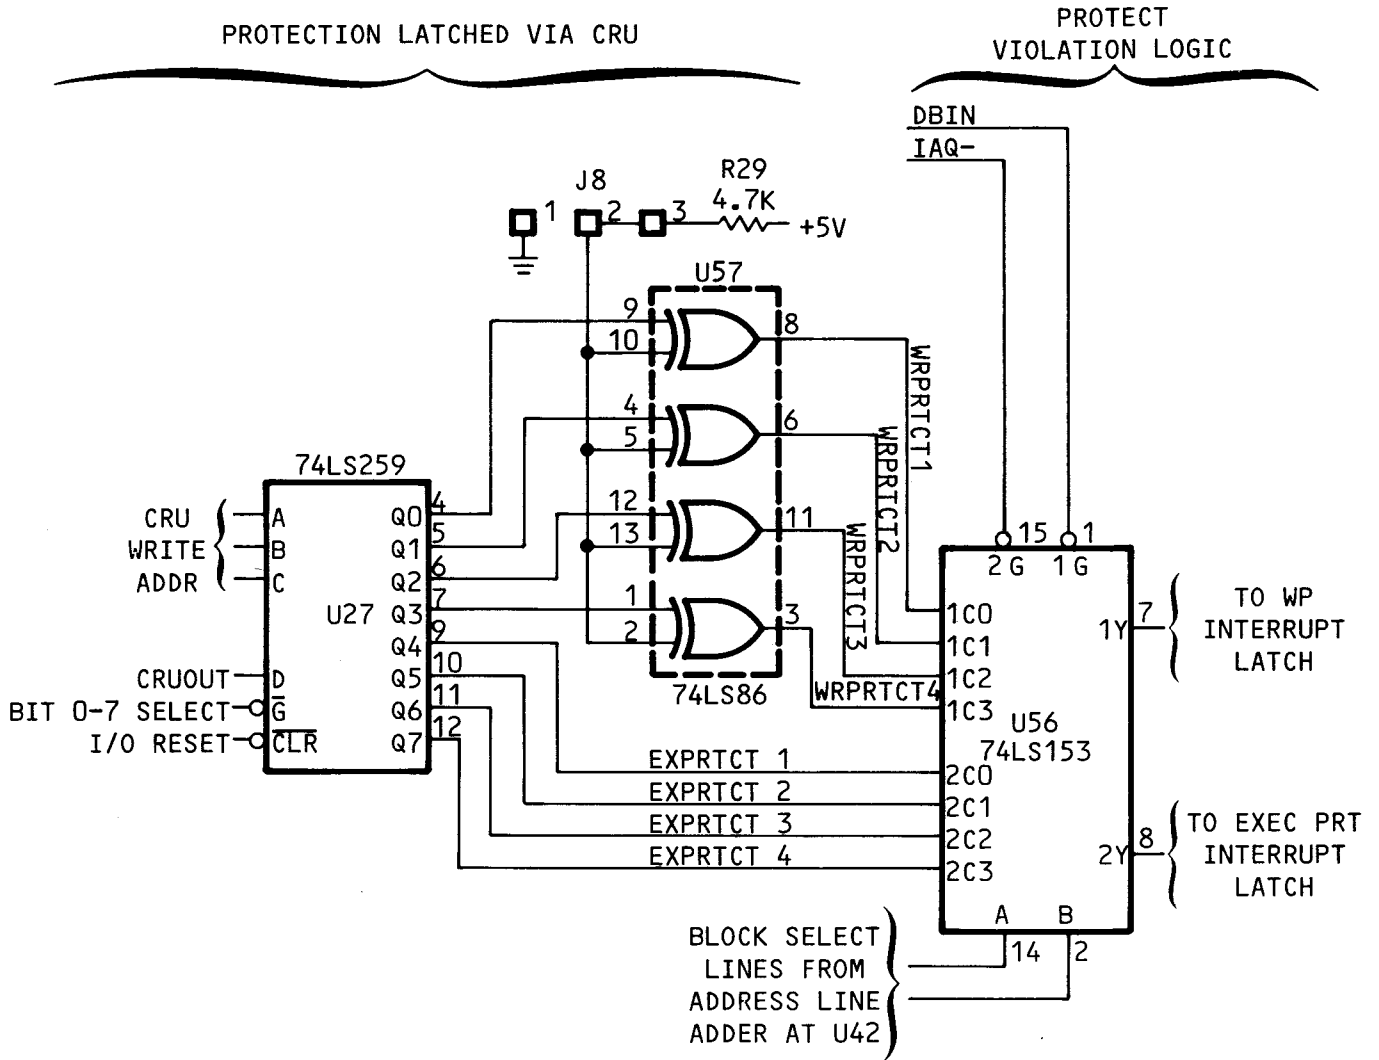 PROTECTION LATCHED VIA CRU
PROTECT
VIOLATION LOGIC
DBIN
IAQ-
J8
R29
4.7K
1
2
3
+5V
U57
9
10
8
4
5
6
12
13
11
1
2
3
74LS86
WRPRTCT1
WRPRTCT2
WRPRTCT3
WRPRTCT4
74LS259
CRU
WRITE
ADDR
A
B
C
U27
CRUOUT
D
BIT 0-7 SELECT
G
I/O RESET
CLR
Q0
4
Q1
5
Q2
6
Q3
7
Q4
9
Q5
10
Q6
11
Q7
12
EXPRTCT 1
EXPRTCT 2
EXPRTCT 3
EXPRTCT 4
15
1
2G
1G
1C0
1C1
1C2
1C3
U56
74LS153
2C0
2C1
2C2
2C3
1Y
7
TO WP
INTERRUPT
LATCH
2Y
8
TO EXEC PRT
INTERRUPT
LATCH
A
B
14
2
BLOCK SELECT
LINES FROM
ADDRESS LINE
ADDER AT U42